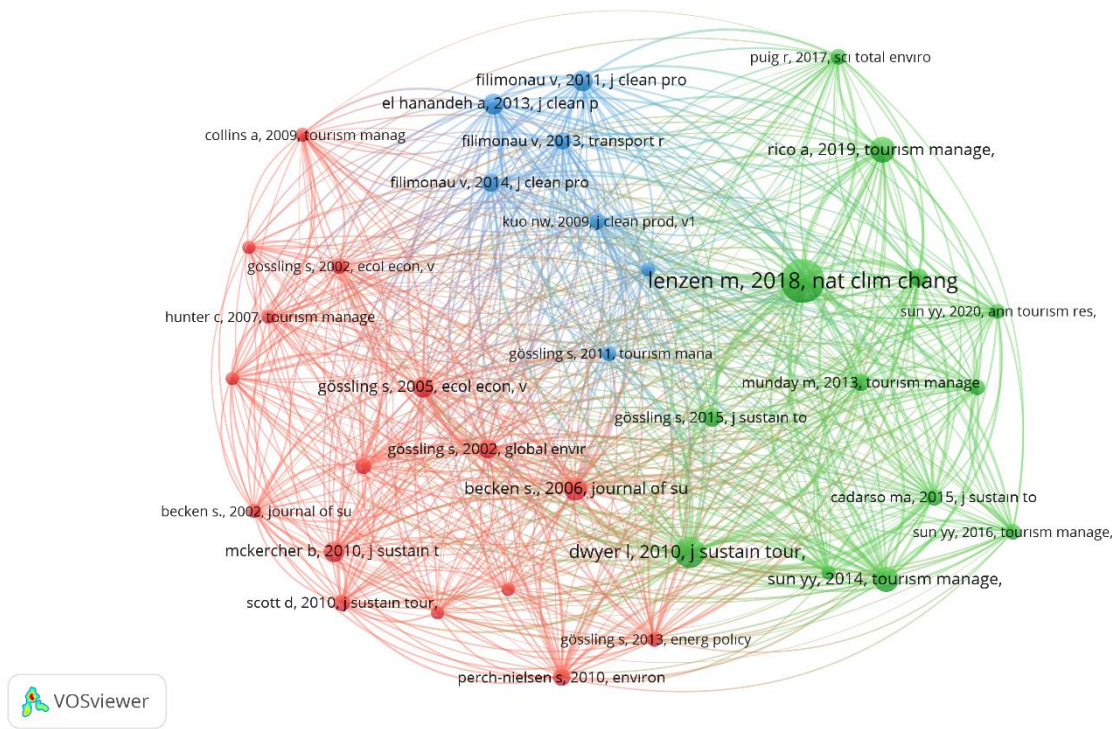 puig r, 2017, sci total enviro
filimonau v, 2011, j clean pro
el hanandeh a, 2013, j clean p
collins a, 2009, tourism manag
filimonau v, 2013, transport r
rico a, 2019, tourism manage,
filimonau v, 2014, j clean pro
kuo nw, 2009, j clean prod, v1
gössling s, 2002, ecol econ, v
lenzen m, 2018, nat clim chang
hunter c, 2007, tourism manage
sun yy, 2020, ann tourism res,
gössling s, 2011, tourism mana
gössling s, 2005, ecol econ, v
munday m, 2013, tourism manage
gössling s, 2015, j sustain to
gössling s, 2002, global envir
becken s., 2006, journal of su
cadarso ma, 2015, j sustain to
becken s., 2002, journal of su
sun yy, 2016, tourism manage,
mckercher b, 2010, j sustain t
dwyer l, 2010, j sustain tour,
sun yy, 2014, tourism manage,
scott d, 2010, j sustain tour,
gössling s, 2013, energ policy
perch-nielsen s, 2010, environ
VOSviewer